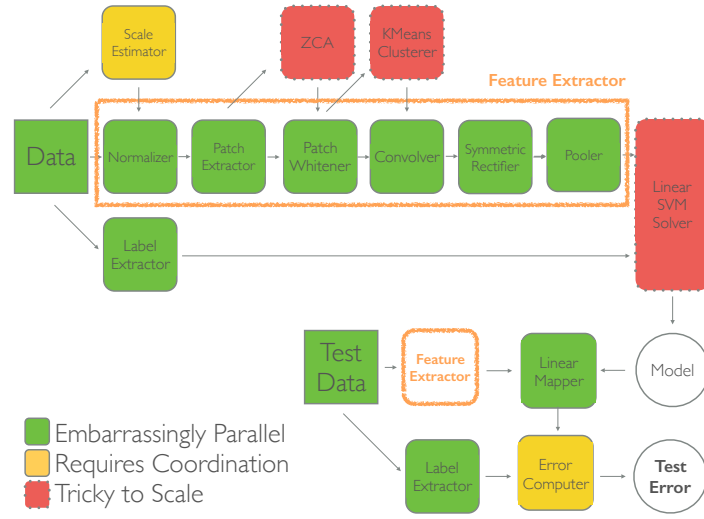 Scale
Estimator
ZCA
KMeans
Clusterer
Feature Extractor
Data
Normalizer
Patch
Extractor
Patch
Whitener
Convolver
Symmetric
Rectifier
Pooler
Linear
SVM
Solver
Label
Extractor
Test
Data
Feature
Extractor
Linear
Mapper
Model
Label
Extractor
Error
Computer
Test
Error
Embarrassingly Parallel
Requires Coordination
Tricky to Scale